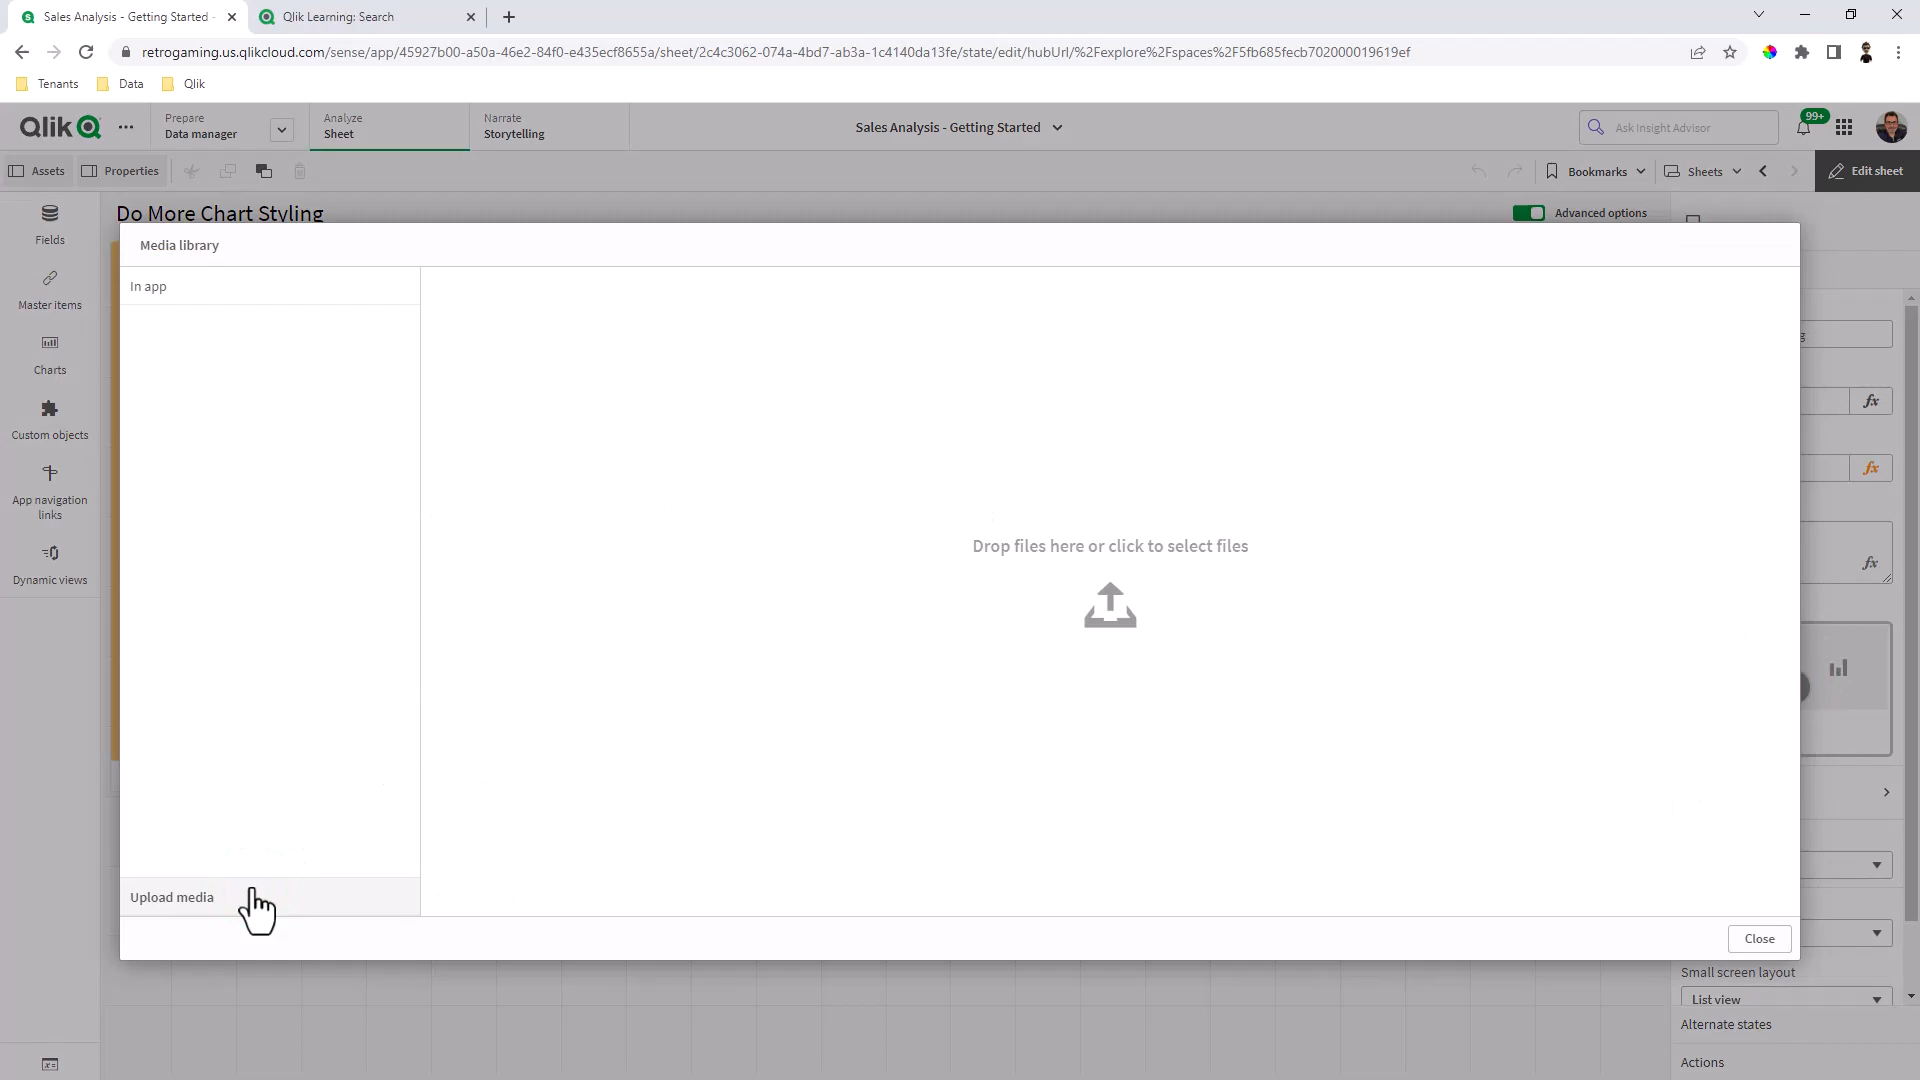 Sales Analysis - Getting Started -
Qlik Learning: Search
retrogaming.us.qlikcloud.com/sense/app/45927b00-a50a-46e2-84f0-e435ecf8655a/sheet/2c4c3062-074a-4bd7-ab3a-1c4140da13fe/state/edit/hubUrl/%2Fexplore%2Fspaces%2F5fb685fecb702000019619ef
Tenants
Data
Qlik
Qlik
Prepare
Data manager
Analyze
Sheet
Narrate
Storytelling
Sales Analysis - Getting Started
Ask Insight Advisor
99+
Assets
Properties
Bookmarks
Sheets
Edit sheet
Fields
Master items
Charts
Custom objects
App navigation
links
Dynamic views
Do More Chart Styling
Advanced options
Media library
In app
Drop files here or click to select files
Upload media
Close
g
fx
fx
fx
Small screen layout
List view
Alternate states
Actions